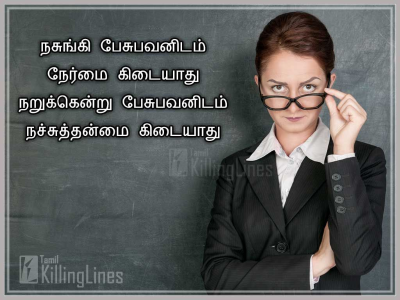 நசுங்கி பேசுபவனிடம்
நேர்மை கிடையாது
நறுக்கென்று பேசுபவனிடம்
நச்சுத்தன்மை கிடையாது
Tamil
KillingLines
Tamil
KillingLines